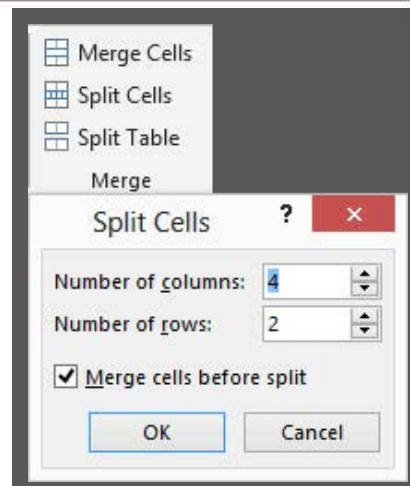 Merge Cells
Split Cells
Split Table
Merge
Split Cells ? ×
Number of columns: 4
Number of rows: 2
Merge cells before split
OK Cancel